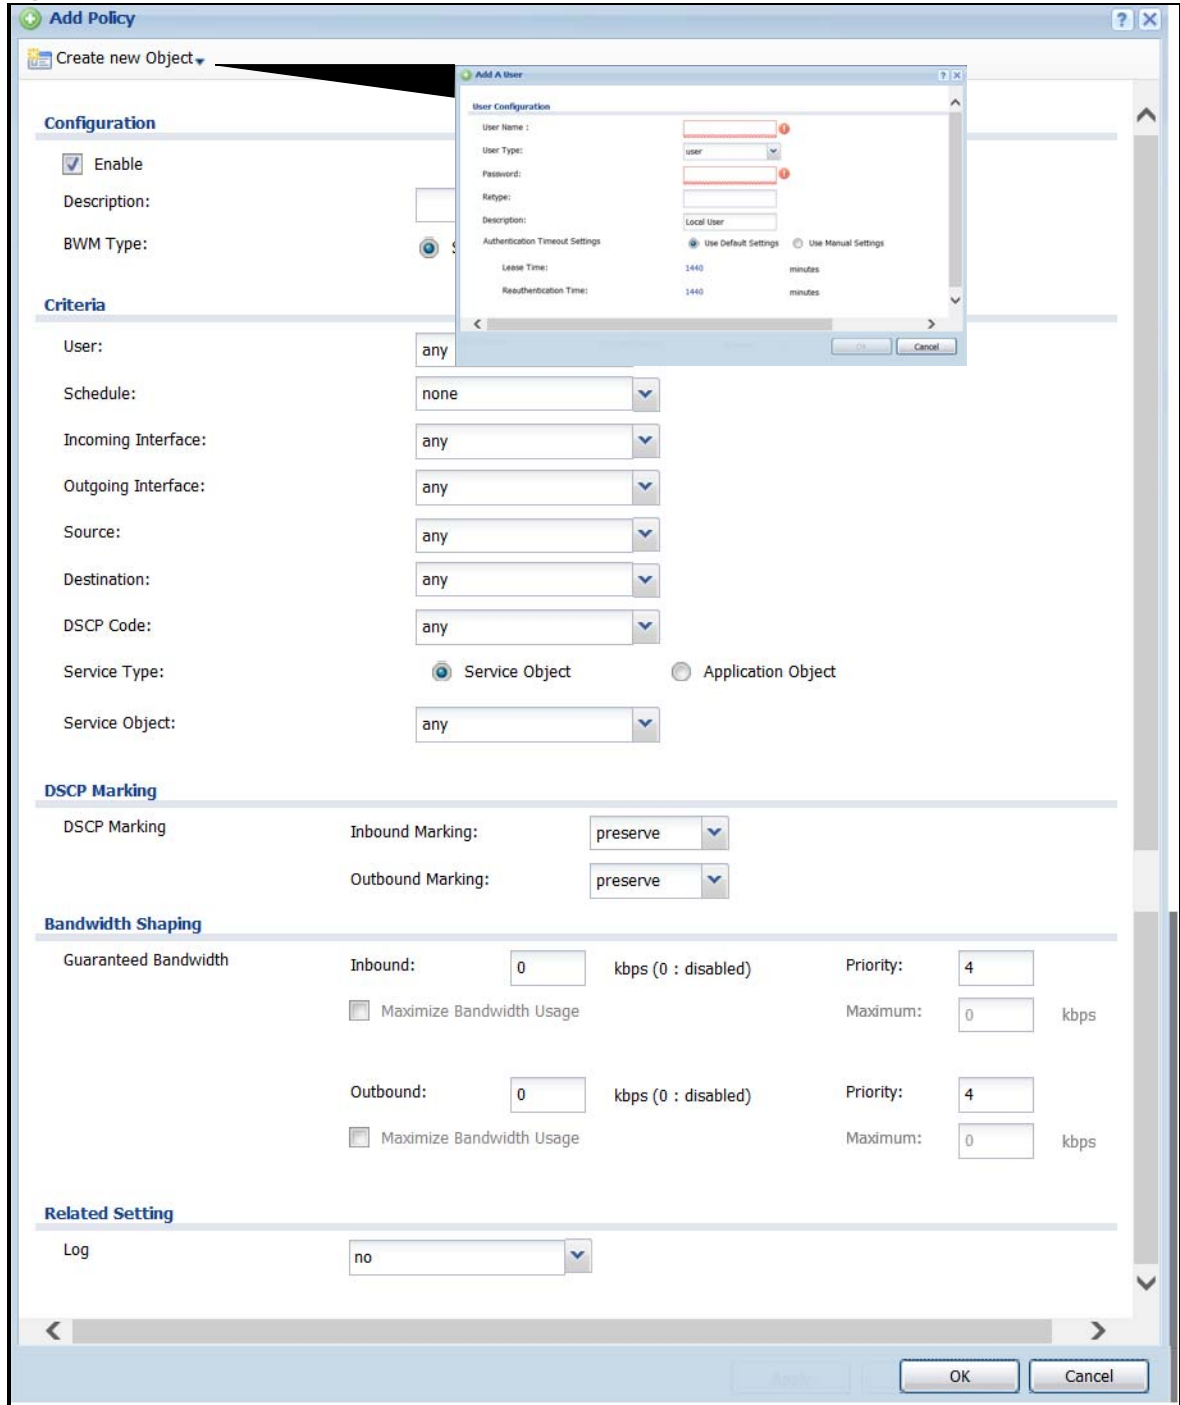 Add Policy
Create new Object
Configuration
Enable
Description:
BWM Type:
Add A User
User Configuration
User Name :
User Type: user
Password:
Retype:
Description: Local User
Authentication Timeout Settings Use Default Settings Use Manual Settings
Lease Time: 1440 minutes
Reauthentication Time: 1440 minutes
Cancel
Criteria
User: any
Schedule: none
Incoming Interface: any
Outgoing Interface: any
Source: any
Destination: any
DSCP Code: any
Service Type: Service Object Application Object
Service Object: any
DSCP Marking
DSCP Marking Inbound Marking: preserve
Outbound Marking: preserve
Bandwidth Shaping
Guaranteed Bandwidth Inbound: 0 kbps (0 : disabled) Priority: 4
Maximize Bandwidth Usage Maximum: 0 kbps
Outbound: 0 kbps (0 : disabled) Priority: 4
Maximize Bandwidth Usage Maximum: 0 kbps
Related Setting
Log no
OK Cancel